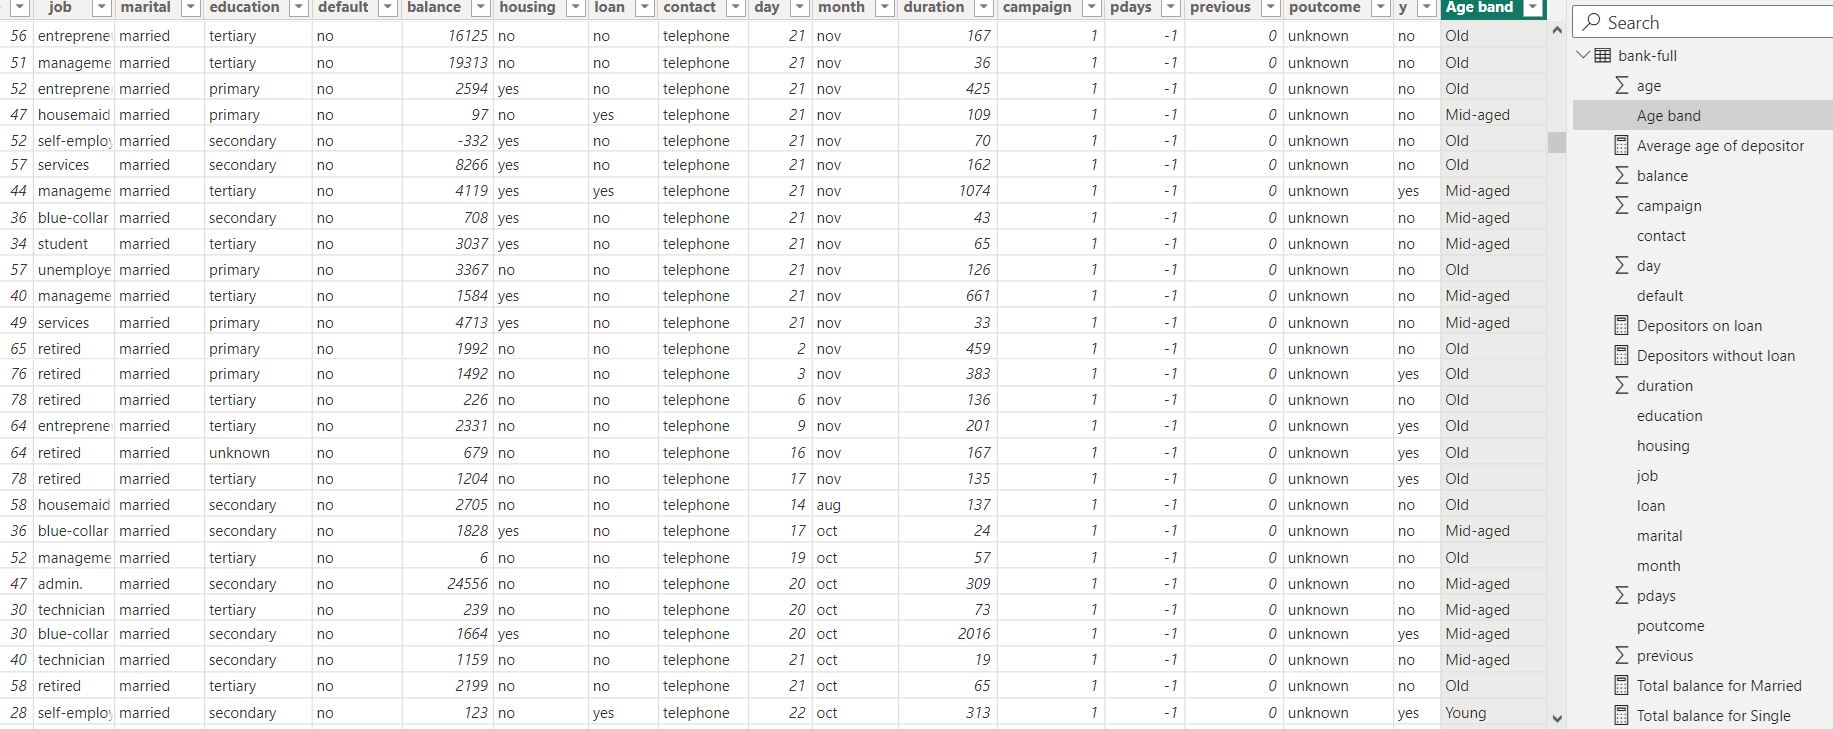 job marital education default balance housing loan contact day month duration campaign pdays previous poutcome y Age band
56 entreprene married tertiary no 16125 no no telephone 21 nov 167 1 -1 0 unknown no Old
51 manageme married tertiary no 19313 no no telephone 21 nov 36 1 -1 0 unknown no Old
52 entreprene married primary no 2594 yes no telephone 21 nov 425 1 -1 0 unknown no Old
47 housemaid married primary no 97 no yes telephone 21 nov 109 1 -1 0 unknown no Mid-aged
52 self-employ married secondary no -332 yes no telephone 21 nov 70 1 -1 0 unknown no Old
57 services married secondary no 8266 yes no telephone 21 nov 162 1 -1 0 unknown no Old
44 manageme married tertiary no 4119 yes yes telephone 21 nov 1074 1 -1 0 unknown yes Mid-aged
36 blue-collar married secondary no 708 yes no telephone 21 nov 43 1 -1 0 unknown no Mid-aged
34 student married tertiary no 3037 yes no telephone 21 nov 65 1 -1 0 unknown no Mid-aged
57 unemploye married primary no 3367 no no telephone 21 nov 126 1 -1 0 unknown no Old
40 manageme married tertiary no 1584 yes no telephone 21 nov 661 1 -1 0 unknown no Mid-aged
49 services married primary no 4713 yes no telephone 21 nov 33 1 -1 0 unknown no Mid-aged
65 retired married primary no 1992 no no telephone 2 nov 459 1 -1 0 unknown no Old
76 retired married primary no 1492 no no telephone 3 nov 383 1 -1 0 unknown yes Old
78 retired married tertiary no 226 no no telephone 6 nov 136 1 -1 0 unknown no Old
64 entreprene married tertiary no 2331 no no telephone 9 nov 201 1 -1 0 unknown yes Old
64 retired married unknown no 679 no no telephone 16 nov 167 1 -1 0 unknown yes Old
78 retired married tertiary no 1204 no no telephone 17 nov 135 1 -1 0 unknown yes Old
58 housemaid married secondary no 2705 no no telephone 14 aug 137 1 -1 0 unknown no Old
36 blue-collar married secondary no 1828 yes no telephone 17 oct 24 1 -1 0 unknown no Mid-aged
52 manageme married tertiary no 6 no no telephone 19 oct 57 1 -1 0 unknown no Old
47 admin. married secondary no 24556 no no telephone 20 oct 309 1 -1 0 unknown no Mid-aged
30 technician married tertiary no 239 no no telephone 20 oct 73 1 -1 0 unknown no Mid-aged
30 blue-collar married secondary no 1664 yes no telephone 20 oct 2016 1 -1 0 unknown yes Mid-aged
40 technician married secondary no 1159 no no telephone 21 oct 19 1 -1 0 unknown no Mid-aged
58 retired married tertiary no 2199 no no telephone 21 oct 65 1 -1 0 unknown no Old
28 self-employ married secondary no 123 no yes telephone 22 oct 313 1 -1 0 unknown yes Young
Search
bank-full
age
Age band
Average age of depositor
balance
campaign
contact
day
default
Depositors on loan
Depositors without loan
duration
education
housing
job
loan
marital
month
pdays
poutcome
previous
Total balance for Married
Total balance for Single